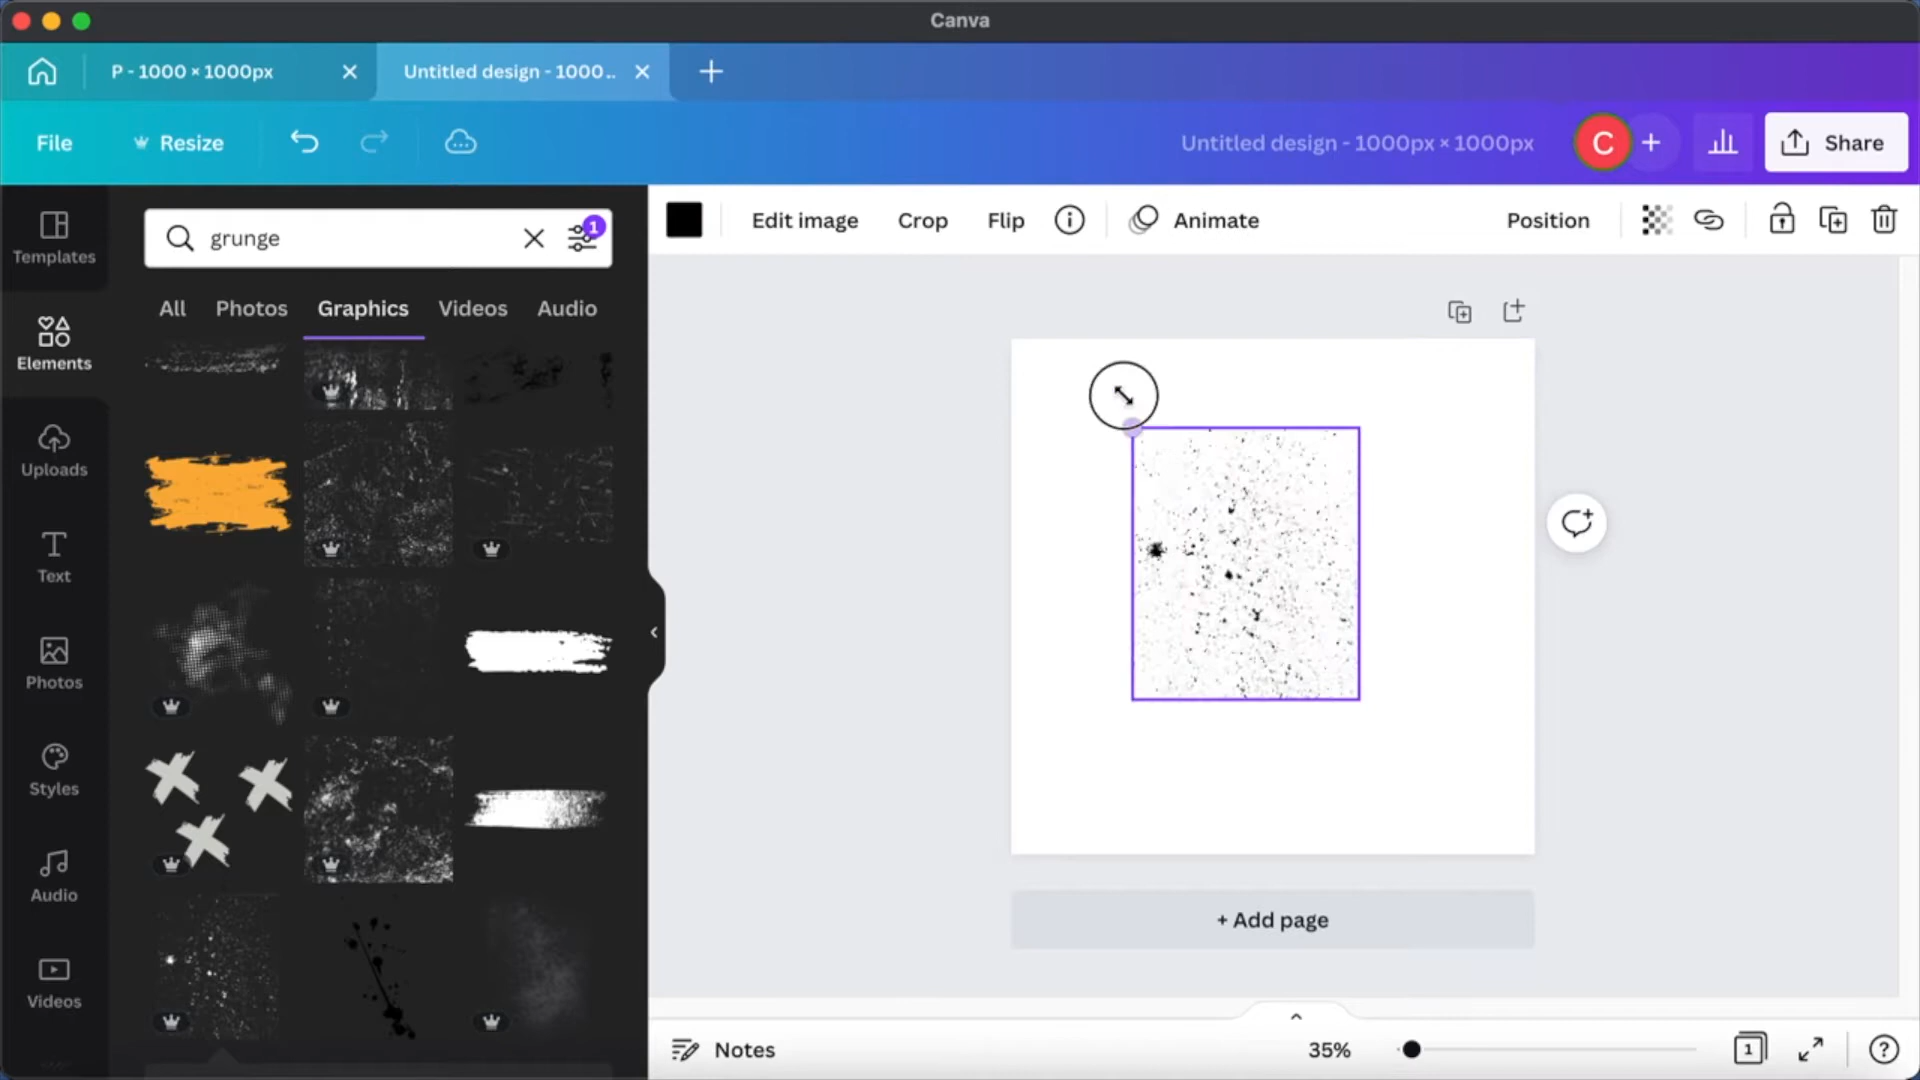 Canva
P - 1000 × 1000px
Untitled design - 1000..
File
Resize
Untitled design - 1000px × 1000px
C
Share
Templates
grunge
1
Edit image
Crop
Flip
Animate
Position
All
Photos
Graphics
Videos
Audio
Elements
Uploads
Text
Photos
Styles
Audio
Videos
+ Add page
Notes
35%
1